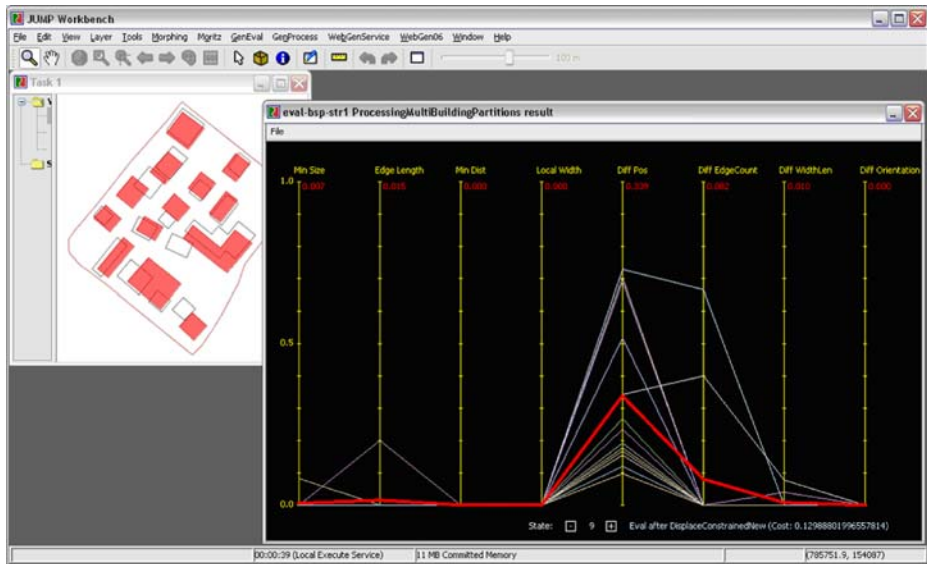 JUMP Workbench
File Edit View Layer Tools Morphing Moritz GenEval GenProcess WebGenService WebGen06 Window Help
100 m
Task 1
eval-bsp-str1 ProcessingMultiBuildingPartitions result
File
Min Size Edge Length Min Dist Local Width Diff Pos Diff EdgeCount Diff WidthLen Diff Orientation
1.0 0.007 0.015 0.000 0.000 0.339 0.082 0.010 0.000
0.5
0.0
State: - 9 + Eval after DisplaceConstrainedNew (Cost: 0.12988801996557814)
00:00:39 (Local Execute Service) 11 MB Committed Memory (785751.9, 154087)